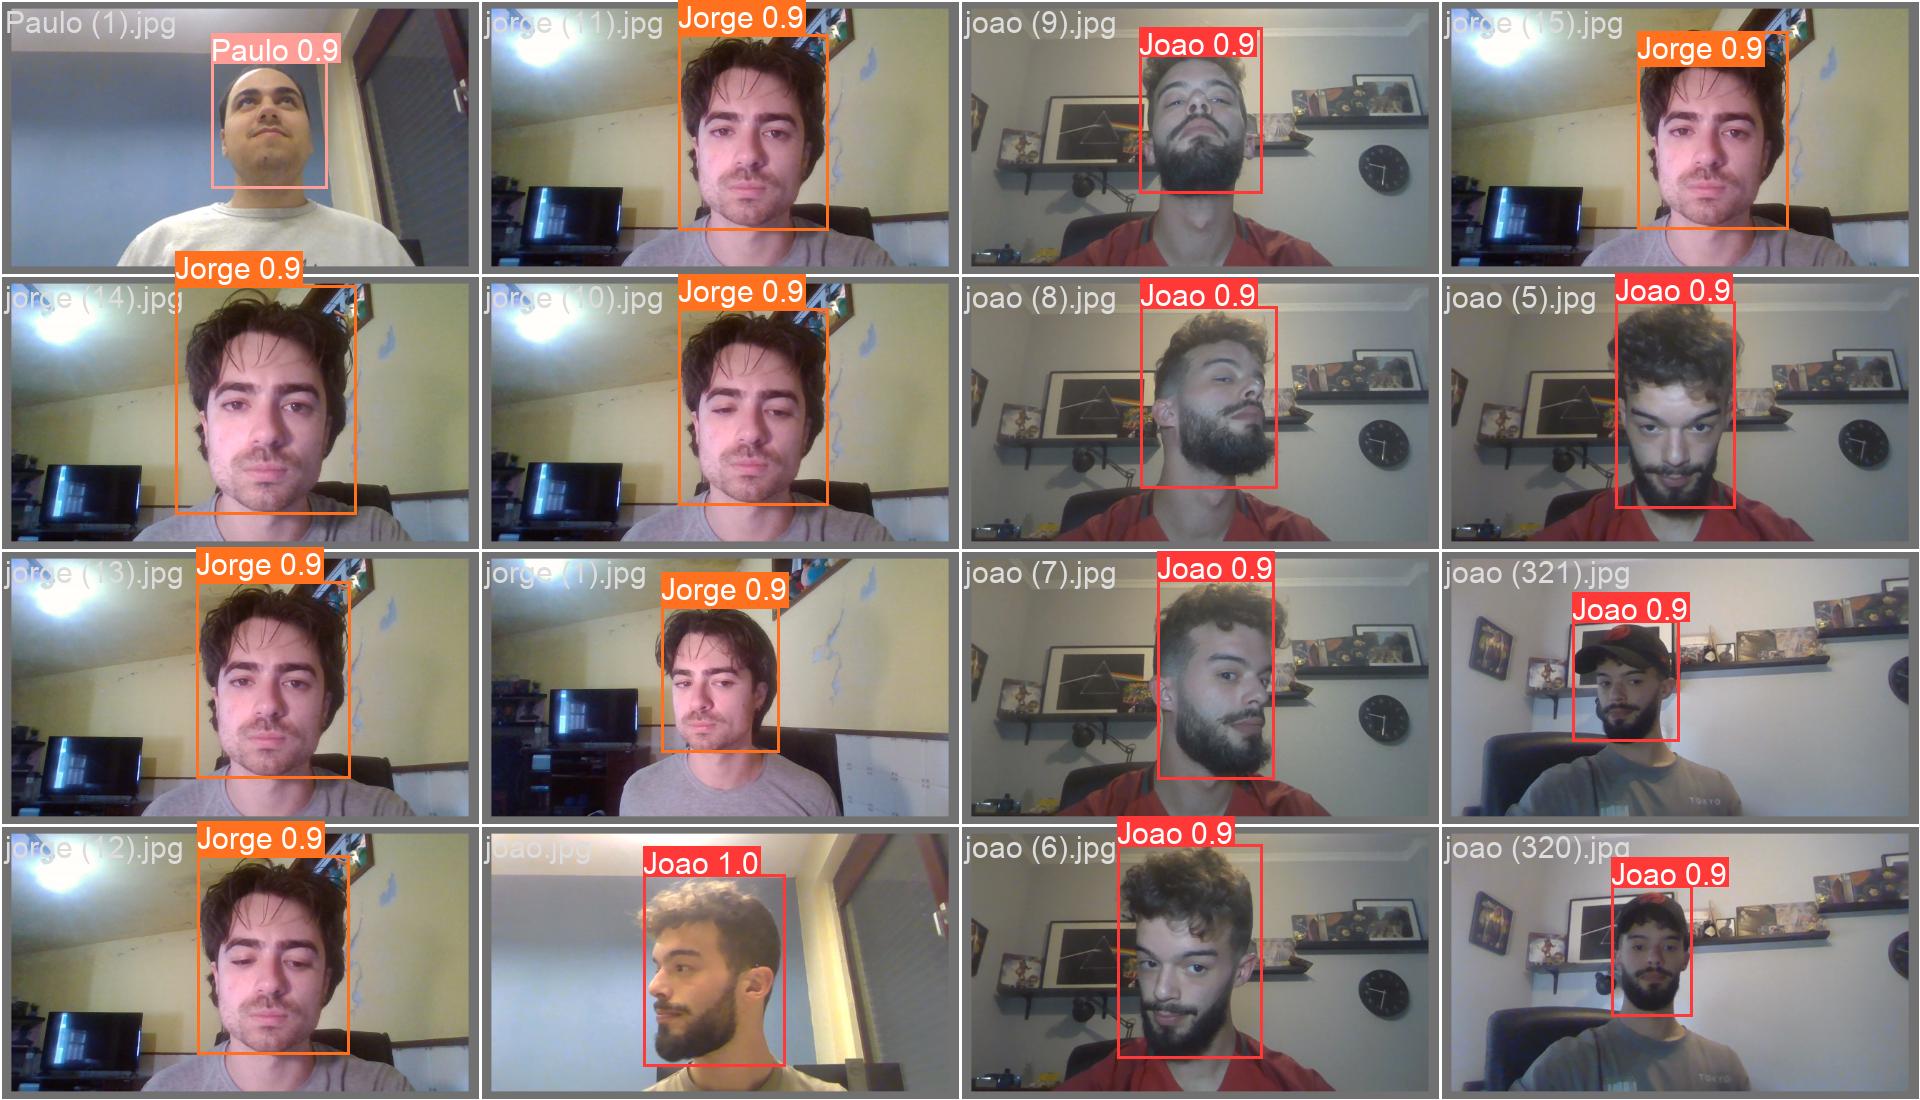 Paulo (1).jpg
Paulo 0.9
jorge (11).jpg
Jorge 0.9
joao (9).jpg
Joao 0.9
jorge (15).jpg
Jorge 0.9
jorge (14).jpg
Jorge 0.9
jorge (10).jpg
Jorge 0.9
joao (8).jpg
Joao 0.9
joao (5).jpg
Joao 0.9
jorge (13).jpg
Jorge 0.9
jorge (1).jpg
Jorge 0.9
joao (7).jpg
Joao 0.9
joao (321).jpg
Joao 0.9
TOKYO
jorge (12).jpg
Jorge 0.9
joao.jpg
Joao 1.0
joao (6).jpg
Joao 0.9
joao (320).jpg
Joao 0.9
TOKYO